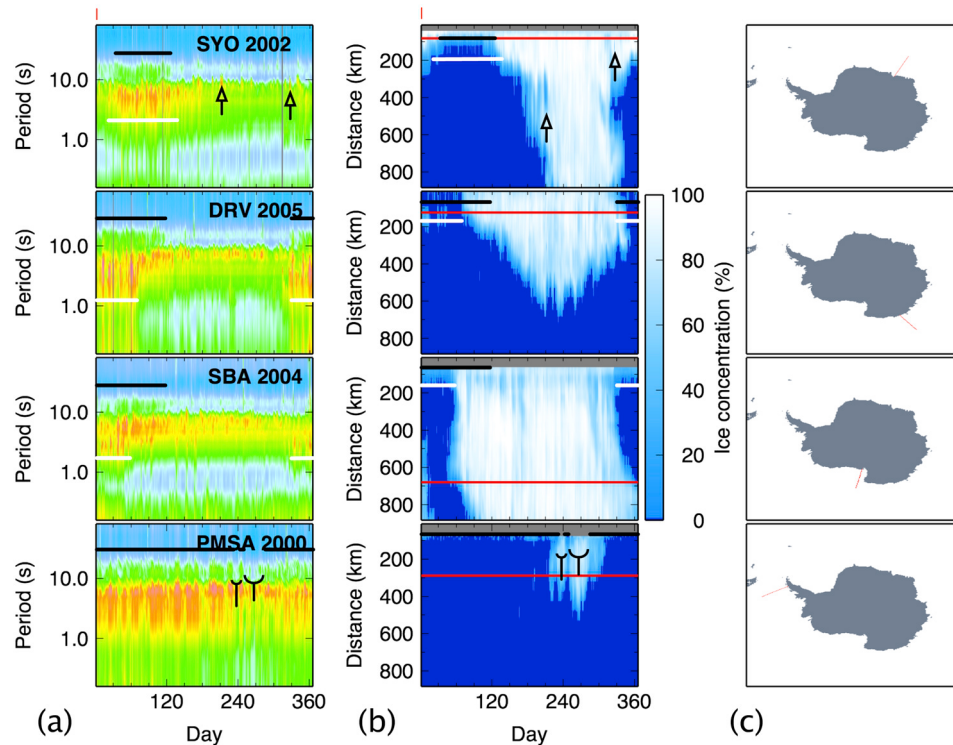 SYO 2002
Period (s)
10.0
1.0
DRV 2005
Period (s)
10.0
1.0
SBA 2004
Period (s)
10.0
1.0
PMSA 2000
Period (s)
10.0
1.0
0 120 240 360
(a) Day
Distance (km)
200
400
600
800
Distance (km)
200
400
600
800
Distance (km)
200
400
600
800
Distance (km)
200
400
600
800
0 120 240 360
(b) Day
100
80
60
40
20
0
Ice concentration (%)
(c)